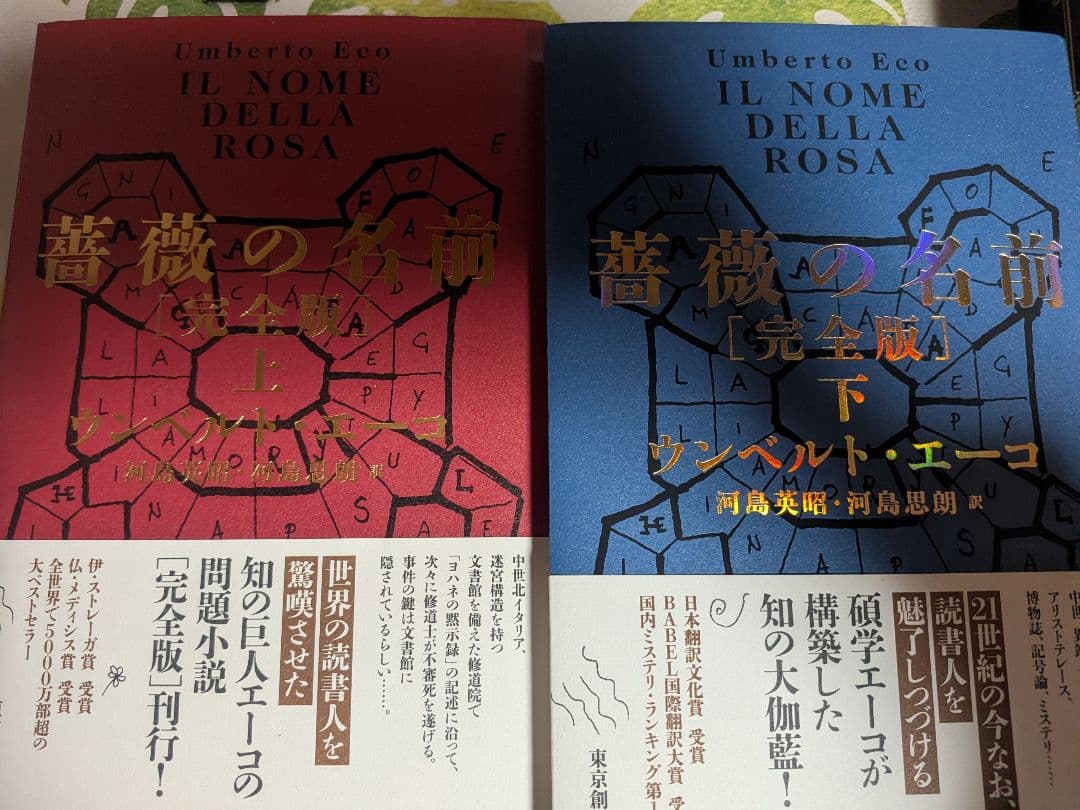 Umberto Eco
IL NOME
DELLA
ROSA
薔薇の名前
[完全版]
上
ウンベルト・エーコ
河島英昭・河島思朗 訳
中世北イタリア、
迷宮構造を持つ
文書館を備えた修道院で
「ヨハネの黙示録」の記述に沿って、
次々に修道士が不審死を遂げる。
事件の鍵は文書館に
隠されているらしい……。
世界の読書人を
驚嘆させた
知の巨人エーコの
問題小説
[完全版]刊行!
伊・ストレーガ賞 受賞
仏・メディシス賞 受賞
全世界で5000万部超の
大ベストセラー
Umberto Eco
IL NOME
DELLA
ROSA
薔薇の名前
[完全版]
下
ウンベルト・エーコ
河島英昭・河島思朗 訳
アリストテレース、
博物誌、記号論、ミステリ……
21世紀の今なお、
読書人を
魅了しつづける
碩学エーコが
構築した
知の大伽藍!
日本翻訳文化賞 受賞
BABEL国際翻訳大賞 受
国内ミステリ・ランキング第1
東京創